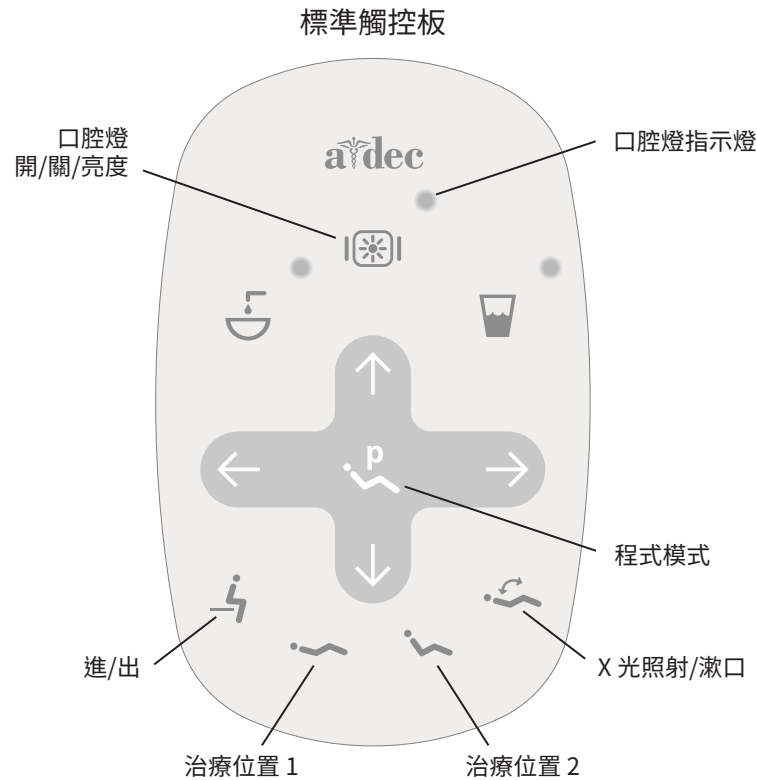 標準觸控板
口腔燈
開/關/亮度
口腔燈指示燈
a dec
p
程式模式
進/出
X 光照射/漱口
治療位置 1
治療位置 2